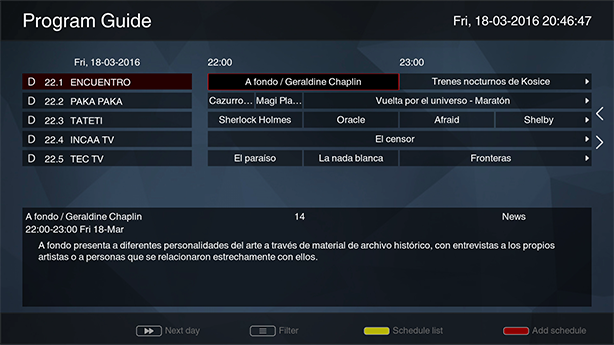 Program Guide Fri, 18-03-2016 20:46:47
Fri, 18-03-2016 22:00 23:00
D 22.1 ENCUENTRO A fondo / Geraldine Chaplin Trenes nocturnos de Kosice
D 22.2 PAKA PAKA Cazurro... Magi Pla... Vuelta por el universo - Maratón
D 22.3 TATETI Sherlock Holmes Oracle Afraid Shelby
D 22.4 INCAA TV El censor
D 22.5 TEC TV El paraíso La nada blanca Fronteras
A fondo / Geraldine Chaplin 14 News
22:00-23:00 Fri 18-Mar
A fondo presenta a diferentes personalidades del arte a través de material de archivo histórico, con entrevistas a los propios
artistas o a personas que se relacionaron estrechamente con ellos.
Next day Filter Schedule list Add schedule